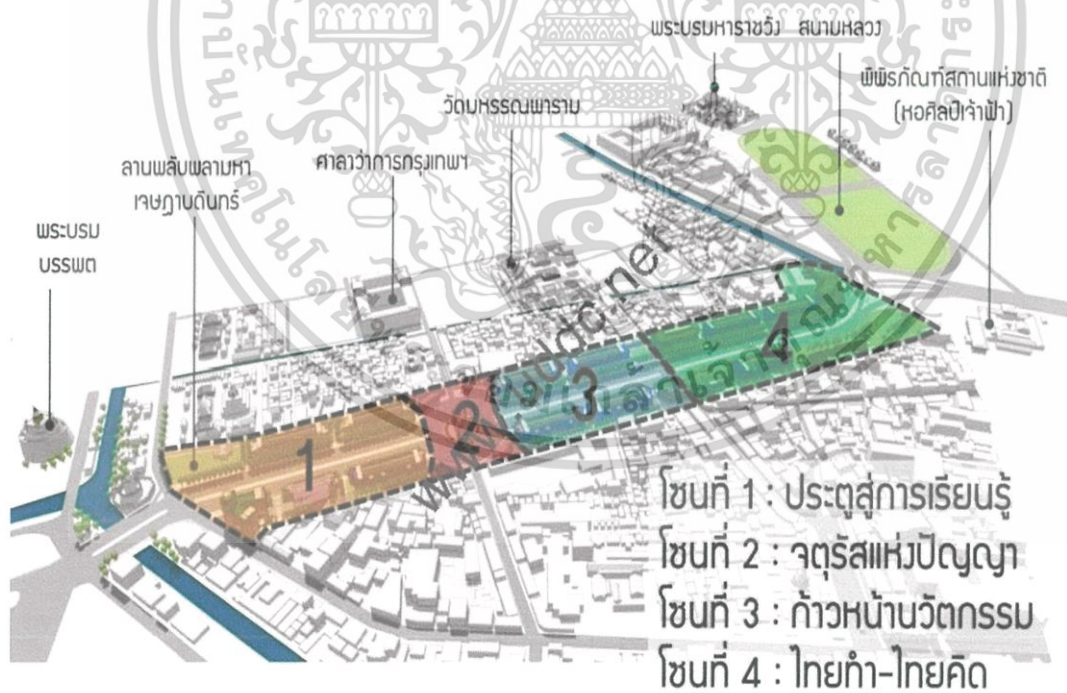 พระบรมมหาราชวัง สนามหลวง
พิพิธภัณฑ์สถานแห่งชาติ
(หอศิลป์เจ้าฟ้า)
วัดมหรรณพาราม
ศาลาว่าการกรุงเทพฯ
ลานพลับพลามหา
เจษฎาบดินทร์
พระบรม
บรรพต
1
2
3
4
โซนที่ 1 : ประตูสู่การเรียนรู้
โซนที่ 2 : จตุรัสแห่งปัญญา
โซนที่ 3 : ก้าวหน้านวัตกรรม
โซนที่ 4 : ไทยทำ-ไทยคิด